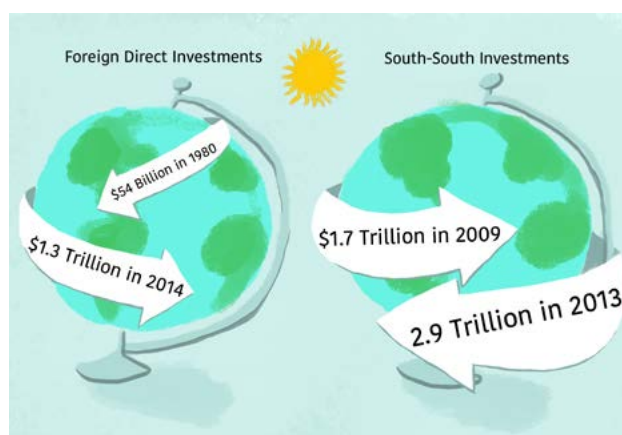 Foreign Direct Investments
South-South Investments
$54 Billion in 1980
$1.3 Trillion in 2014
$1.7 Trillion in 2009
2.9 Trillion in 2013